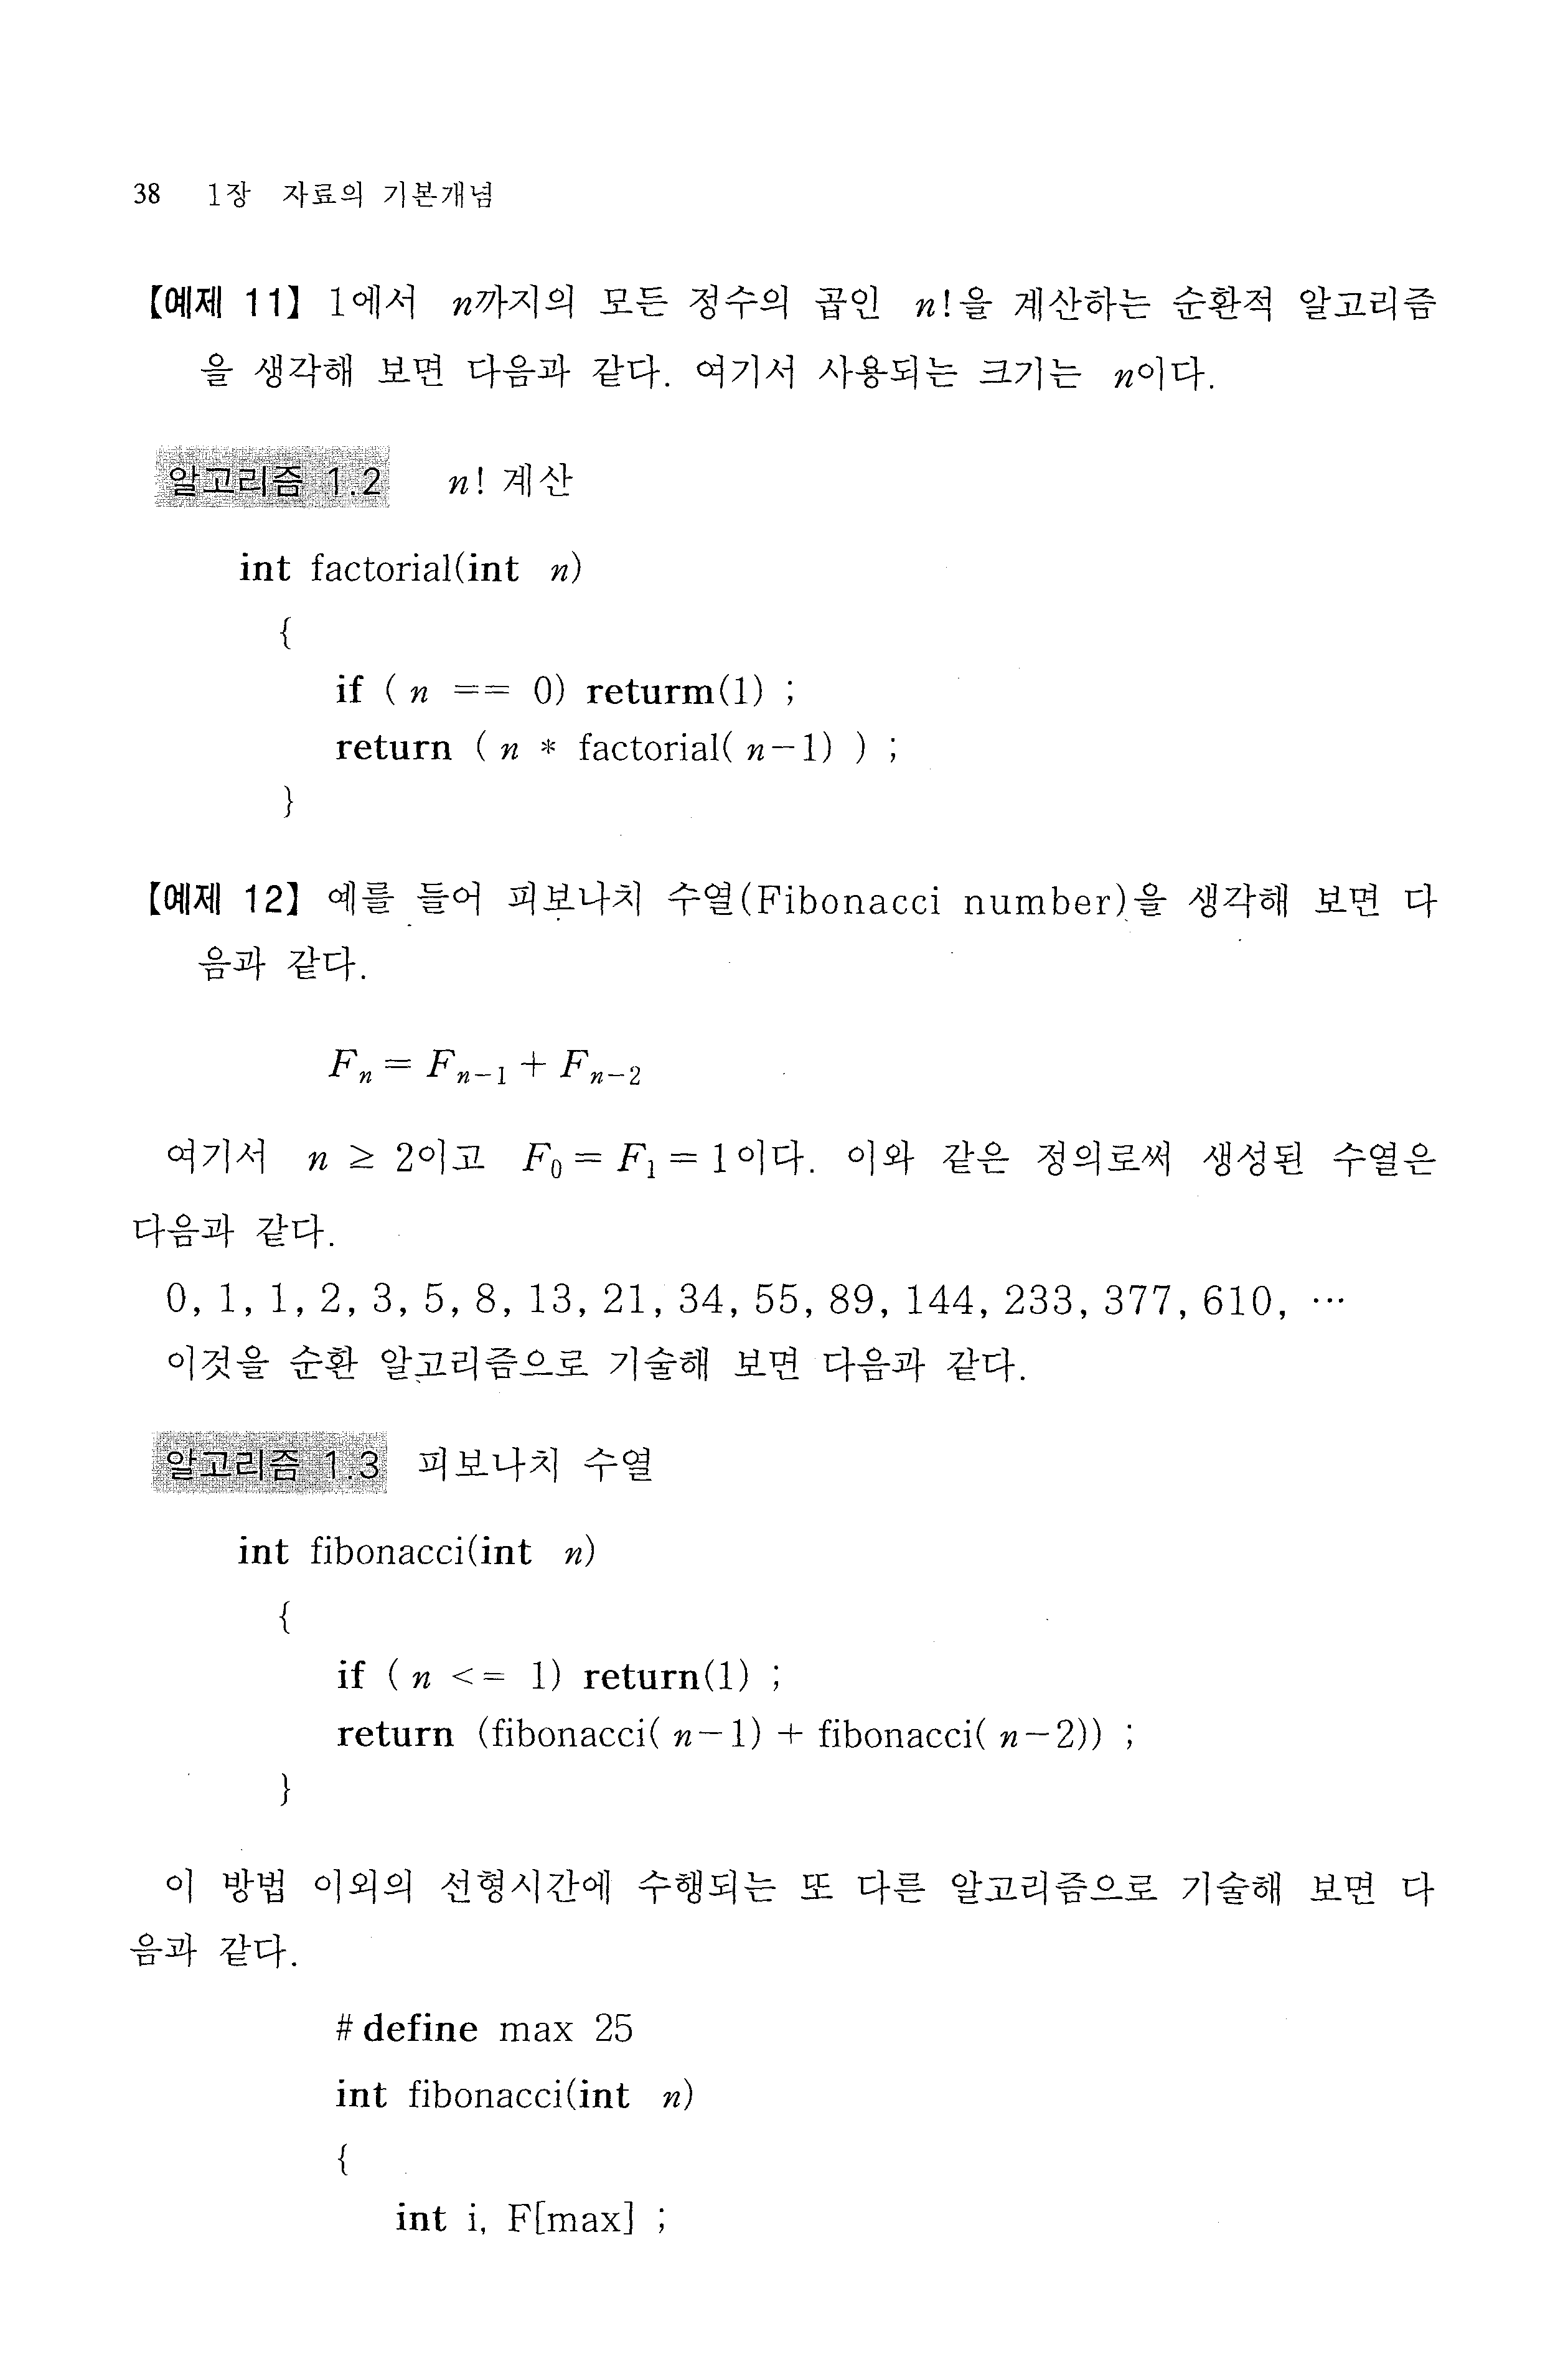 38 1장 자료의 기본개념
【예제 11】 1에서 n까지의 모든 정수의 곱인 n!을 계산하는 순환적 알고리즘
을 생각해 보면 다음과 같다. 여기서 사용되는 크기는 n이다.
알고리즘 1.2 n! 계산
int factorial(int n)
{
if ( n == 0) returm(1) ;
return ( n * factorial( n−1) ) ;
}
【예제 12】 예를 들어 피보나치 수열(Fibonacci number)을 생각해 보면 다
음과 같다.
Fₙ = Fₙ₋₁ + Fₙ₋₂
여기서 n ≥ 2이고 F₀ = F₁ = 1이다. 이와 같은 정의로써 생성된 수열은
다음과 같다.
0, 1, 1, 2, 3, 5, 8, 13, 21, 34, 55, 89, 144, 233, 377, 610, ⋯
이것을 순환 알고리즘으로 기술해 보면 다음과 같다.
알고리즘 1.3 피보나치 수열
int fibonacci(int n)
{
if ( n <= 1) return(1) ;
return (fibonacci( n−1) + fibonacci( n−2)) ;
}
이 방법 이외의 선형시간에 수행되는 또 다른 알고리즘으로 기술해 보면 다
음과 같다.
# define max 25
int fibonacci(int n)
{
int i, F[max] ;